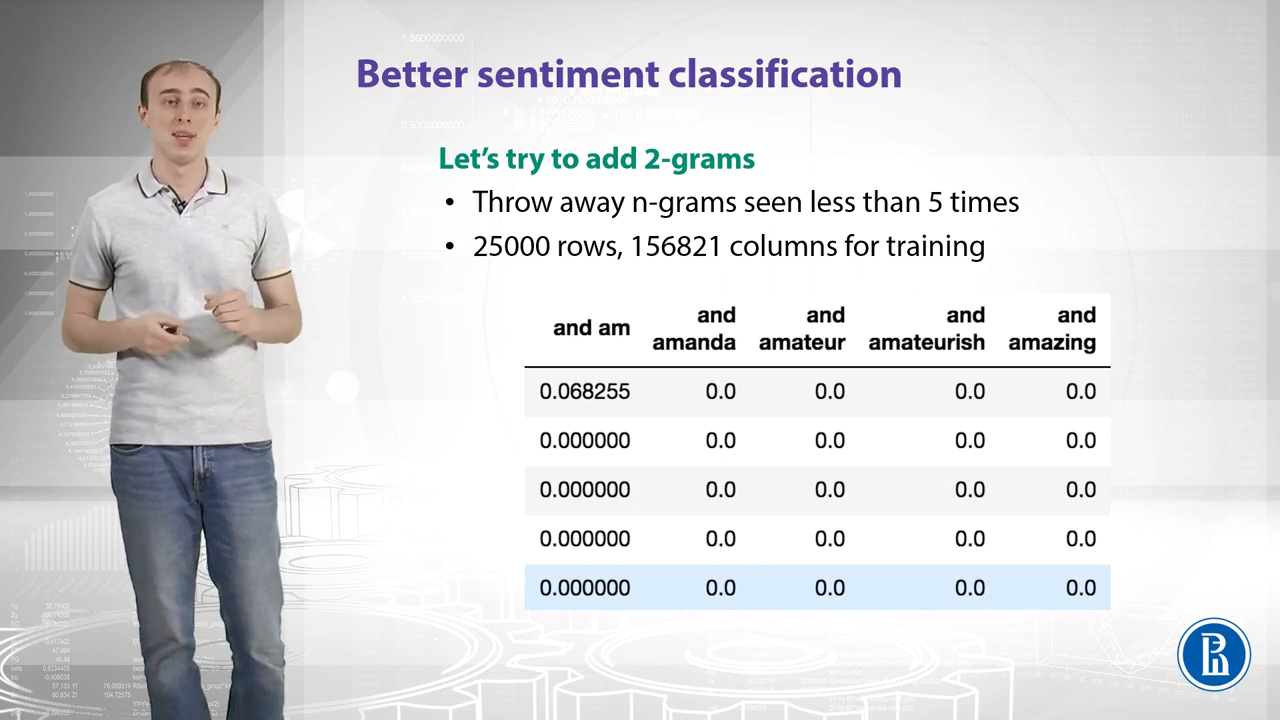 Better sentiment classification
Let's try to add 2-grams
• Throw away n-grams seen less than 5 times
• 25000 rows, 156821 columns for training
and am and amanda and amateur and amateurish and amazing
0.068255 0.0 0.0 0.0 0.0
0.000000 0.0 0.0 0.0 0.0
0.000000 0.0 0.0 0.0 0.0
0.000000 0.0 0.0 0.0 0.0
0.000000 0.0 0.0 0.0 0.0
1.5000000000
0.5000000000